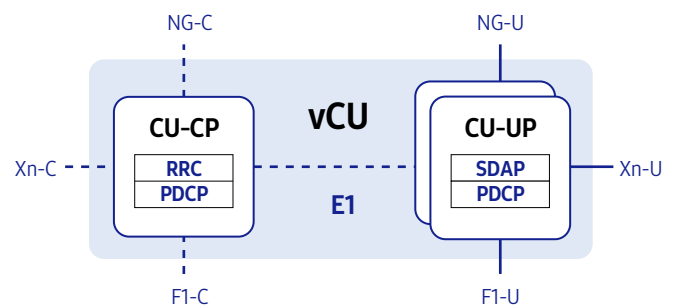 NG-C
NG-U
vCU
CU-CP
CU-UP
Xn-C
RRC
PDCP
E1
SDAP
PDCP
Xn-U
F1-C
F1-U